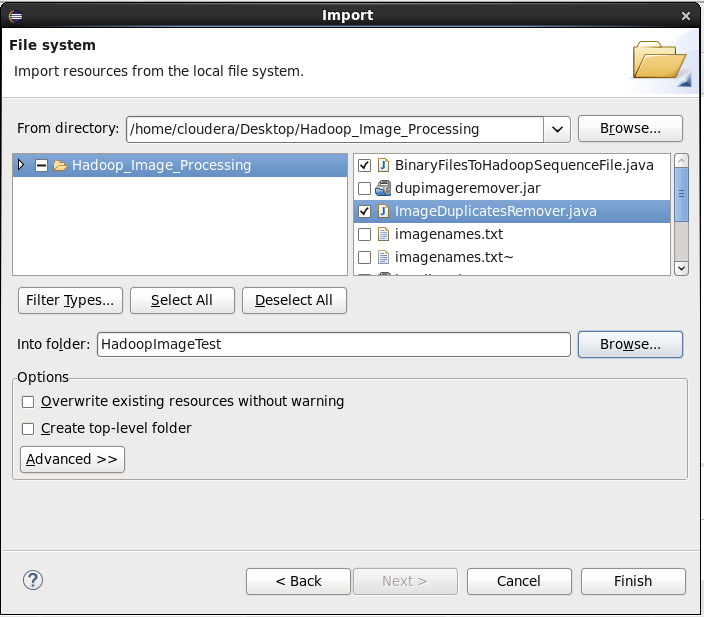 Import
File system
Import resources from the local file system.
From directory: /home/cloudera/Desktop/Hadoop_Image_Processing Browse...
Hadoop_Image_Processing
BinaryFilesToHadoopSequenceFile.java
dupimageremover.jar
ImageDuplicatesRemover.java
imagenames.txt
imagenames.txt~
Filter Types... Select All Deselect All
Into folder: HadoopImageTest Browse...
Options
Overwrite existing resources without warning
Create top-level folder
Advanced >>
? < Back Next > Cancel Finish